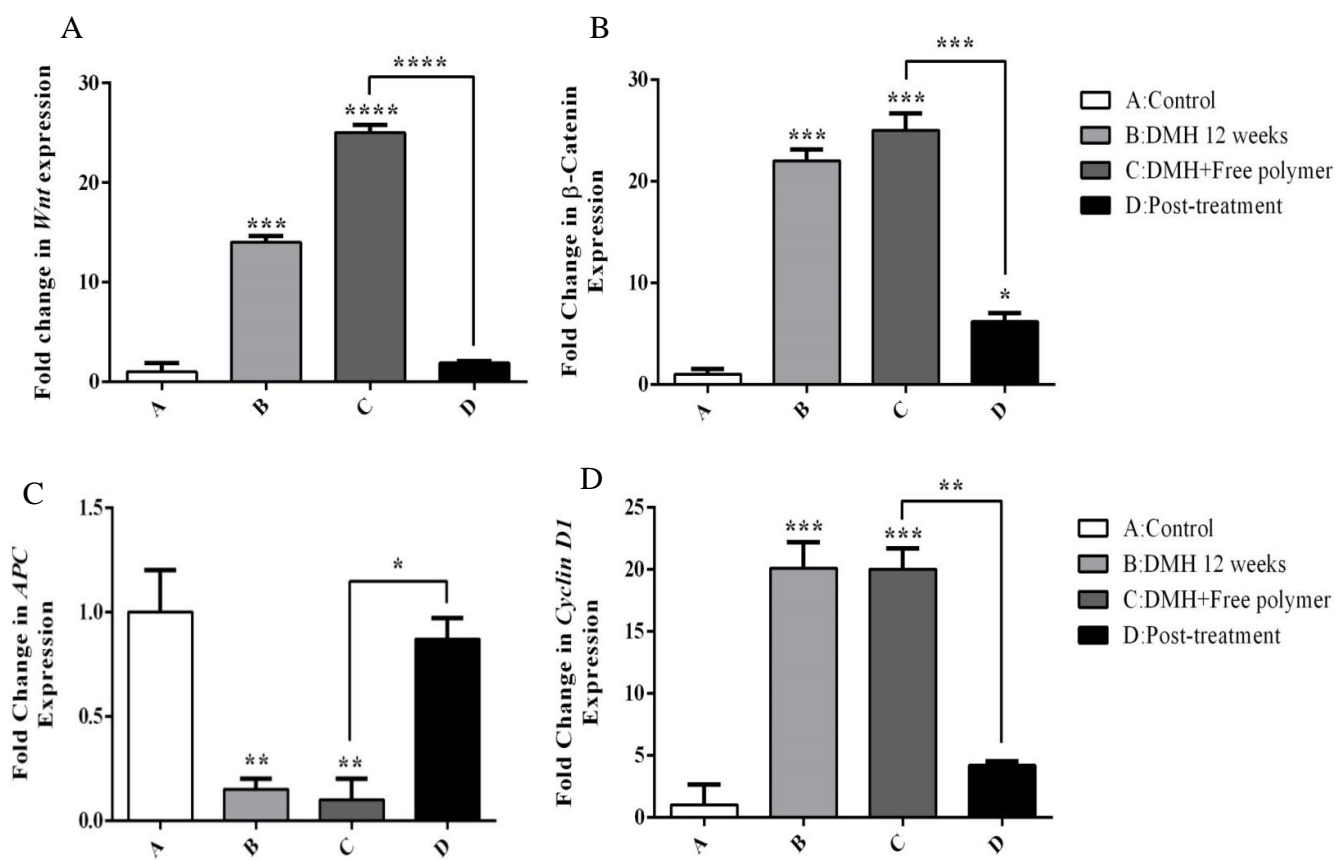 A
Fold change in Wnt expression
30
20
10
0
***
****
****
A
B
C
D
B
Fold Change in β-Catenin
Expression
30
20
10
0
***
***
***
*
A
B
C
D
A:Control
B:DMH 12 weeks
C:DMH+Free polymer
D:Post-treatment
C
Fold Change in APC
Expression
1.5
1.0
0.5
0.0
**
**
*
A
B
C
D
D
Fold Change in Cyclin D1
Expression
25
20
15
10
5
0
***
***
**
A
B
C
D
A:Control
B:DMH 12 weeks
C:DMH+Free polymer
D:Post-treatment